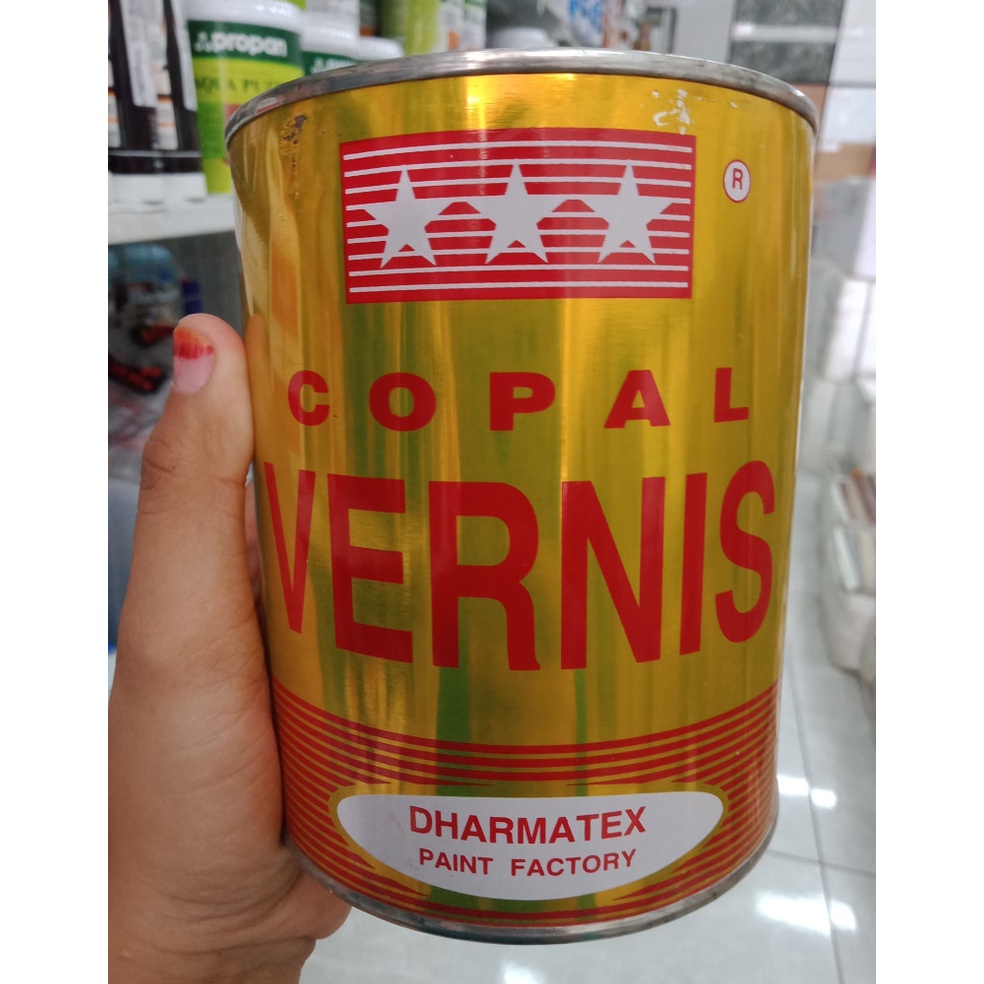 propan
®
COPAL
VERNIS
DHARMATEX
PAINT FACTORY